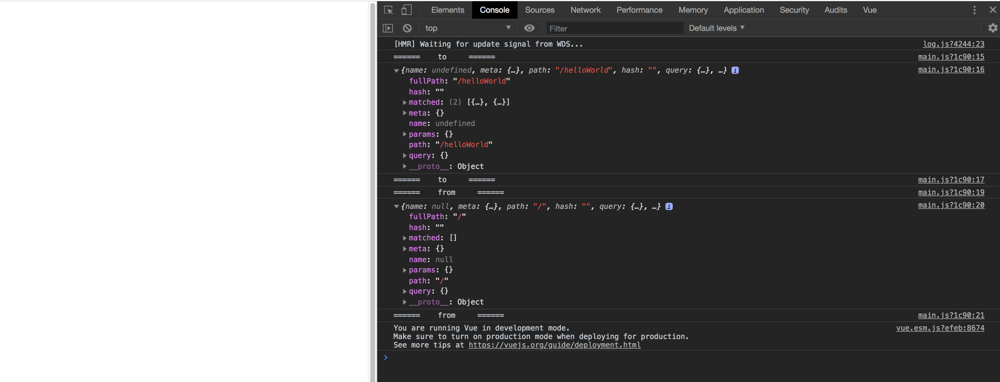 Elements Console Sources Network Performance Memory Application Security Audits Vue
top Filter Default levels
[HMR] Waiting for update signal from WDS... log.js?4244:23
====== to ====== main.js?1c90:15
{name: undefined, meta: {…}, path: "/helloWorld", hash: "", query: {…}, …} i main.js?1c90:16
fullPath: "/helloWorld"
hash: ""
matched: (2) [{…}, {…}]
meta: {}
name: undefined
params: {}
path: "/helloWorld"
query: {}
__proto__: Object
====== to ====== main.js?1c90:17
====== from ====== main.js?1c90:19
{name: null, meta: {…}, path: "/", hash: "", query: {…}, …} i main.js?1c90:20
fullPath: "/"
hash: ""
matched: []
meta: {}
name: null
params: {}
path: "/"
query: {}
__proto__: Object
====== from ====== main.js?1c90:21
You are running Vue in development mode. vue.esm.js?efeb:8674
Make sure to turn on production mode when deploying for production.
See more tips at https://vuejs.org/guide/deployment.html